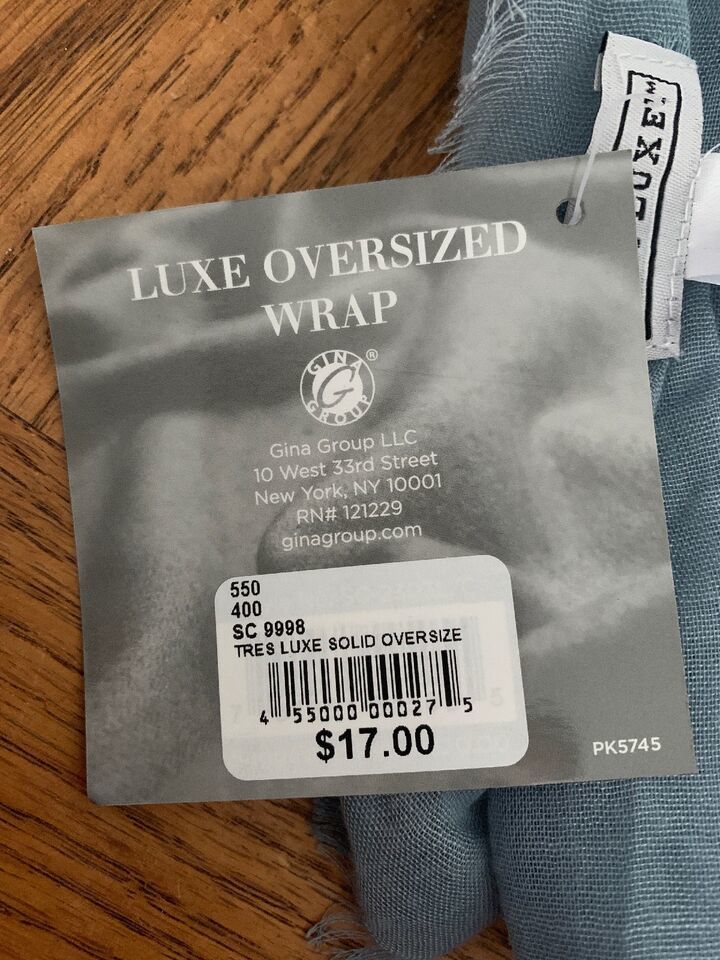 LUXE OVERSIZED
WRAP
GINA
G
GROUP
®
Gina Group LLC
10 West 33rd Street
New York, NY 10001
RN# 121229
ginagroup.com
550
400
SC 9998
TRES LUXE SOLID OVERSIZE
4 55000 00027 5
$17.00
PK5745